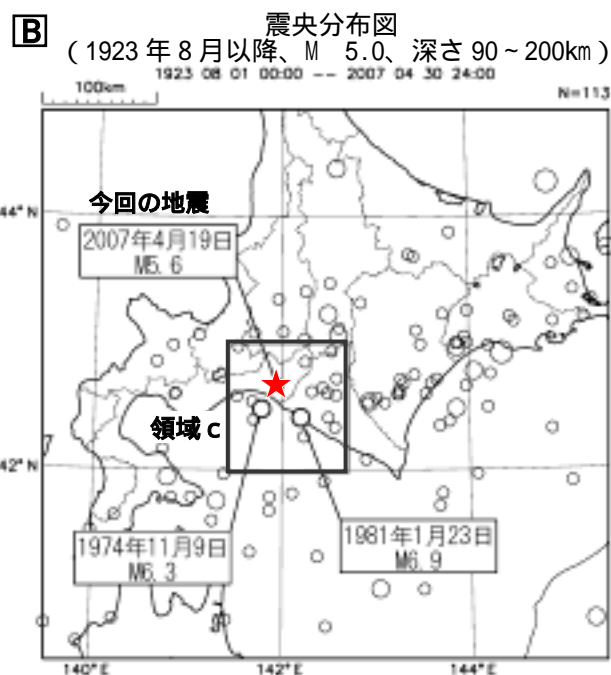 B
震央分布図
(1923年8月以降、M 5.0、深さ90~200km)
1923 08 01 00:00 -- 2007 04 30 24:00
100km
N=113
44°N
今回の地震
2007年4月19日
M5.6
領域c
42°N
1974年11月9日
M6.3
1981年1月23日
M6.9
140°E
142°E
144°E